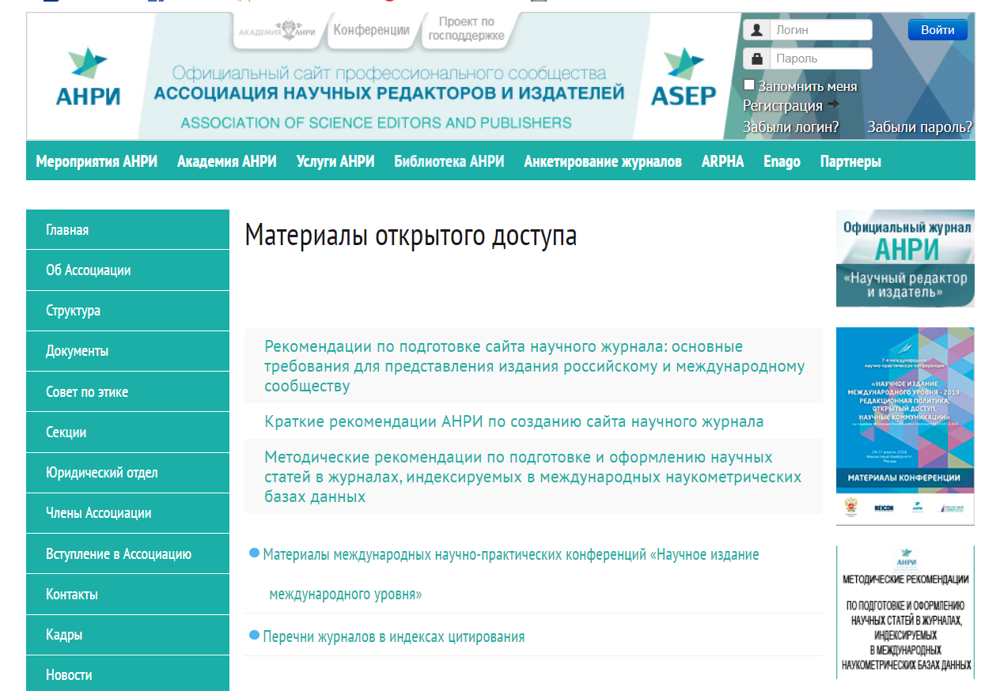 АКАДЕМИЯ АНРИ
Конференции
Проект по
господдержке
АНРИ
Официальный сайт профессионального сообщества
АССОЦИАЦИЯ НАУЧНЫХ РЕДАКТОРОВ И ИЗДАТЕЛЕЙ
ASSOCIATION OF SCIENCE EDITORS AND PUBLISHERS
ASEP
Логин
Войти
Пароль
Запомнить меня
Регистрация
Забыли логин?
Забыли пароль?
Мероприятия АНРИ Академия АНРИ Услуги АНРИ Библиотека АНРИ Анкетирование журналов ARPHA Enago Партнеры
Главная
Об Ассоциации
Структура
Документы
Совет по этике
Секции
Юридический отдел
Члены Ассоциации
Вступление в Ассоциацию
Контакты
Кадры
Новости
Материалы открытого доступа
Рекомендации по подготовке сайта научного журнала: основные
требования для представления издания российскому и международному
сообществу
Краткие рекомендации АНРИ по созданию сайта научного журнала
Методические рекомендации по подготовке и оформлению научных
статей в журналах, индексируемых в международных наукометрических
базах данных
Материалы международных научно-практических конференций «Научное издание
международного уровня»
Перечни журналов в индексах цитирования
Официальный журнал
АНРИ
«Научный редактор
и издатель»
7-я международная
научно-практическая конференция
«НАУЧНОЕ ИЗДАНИЕ
МЕЖДУНАРОДНОГО УРОВНЯ - 2018:
РЕДАКЦИОННАЯ ПОЛИТИКА,
ОТКРЫТЫЙ ДОСТУП,
НАУЧНЫЕ КОММУНИКАЦИИ»
24-27 апреля, 2018
Финансовый Университет
Москва
МАТЕРИАЛЫ КОНФЕРЕНЦИИ
NEICON
АНРИ
АНРИ
МЕТОДИЧЕСКИЕ РЕКОМЕНДАЦИИ
ПО ПОДГОТОВКЕ И ОФОРМЛЕНИЮ
НАУЧНЫХ СТАТЕЙ В ЖУРНАЛАХ,
ИНДЕКСИРУЕМЫХ
В МЕЖДУНАРОДНЫХ
НАУКОМЕТРИЧЕСКИХ БАЗАХ ДАННЫХ